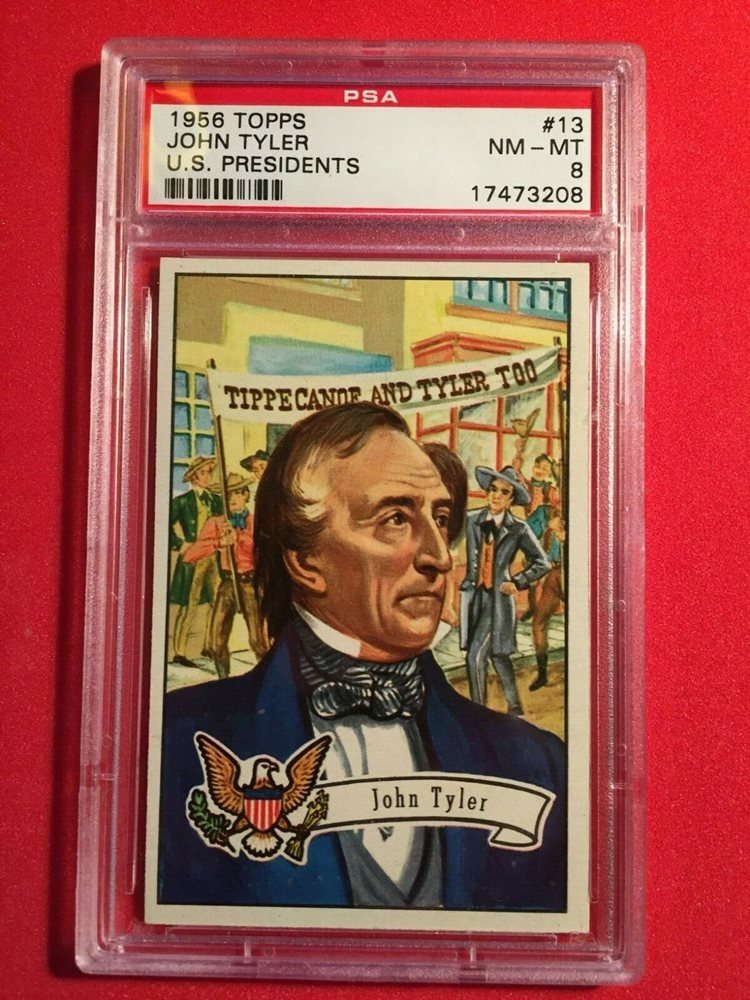 PSA
1956 TOPPS #13
JOHN TYLER NM - MT
U.S. PRESIDENTS 8
17473208
TIPPECANOE AND TYLER TOO
John Tyler